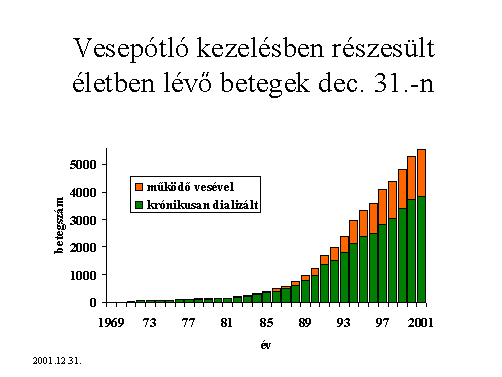 Vesepótló kezelésben részesült
életben lévő betegek dec. 31.-n
5000
4000
3000
2000
1000
0
betegszám
működő vesével
krónikusan dializált
1969 73 77 81 85 89 93 97 2001
év
2001.12.31.